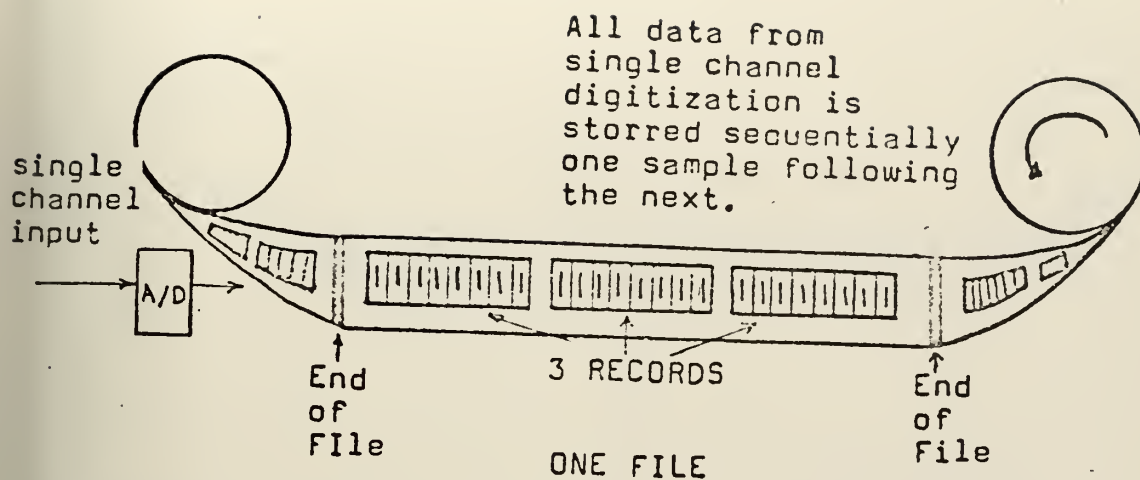 All data from
single channel
digitization is
storred secuentially
one sample following
the next.
single
channel
input
A/D
3 RECORDS
End
of
FIle
End
of
File
ONE FILE